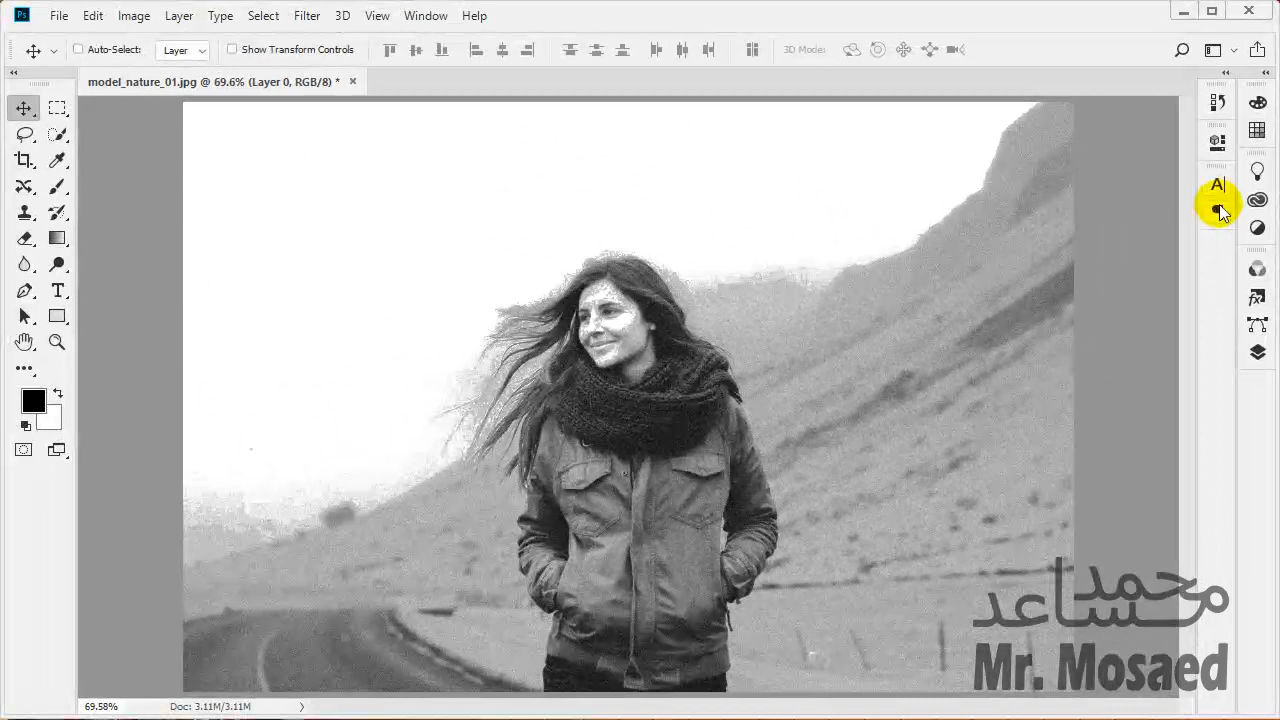 Ps File Edit Image Layer Type Select Filter 3D View Window Help
Auto-Select: Layer Show Transform Controls 3D Mode:
model_nature_01.jpg @ 69.6% (Layer 0, RGB/8) *
محمد
مساعد
Mr. Mosaed
69.58% Doc: 3.11M/3.11M